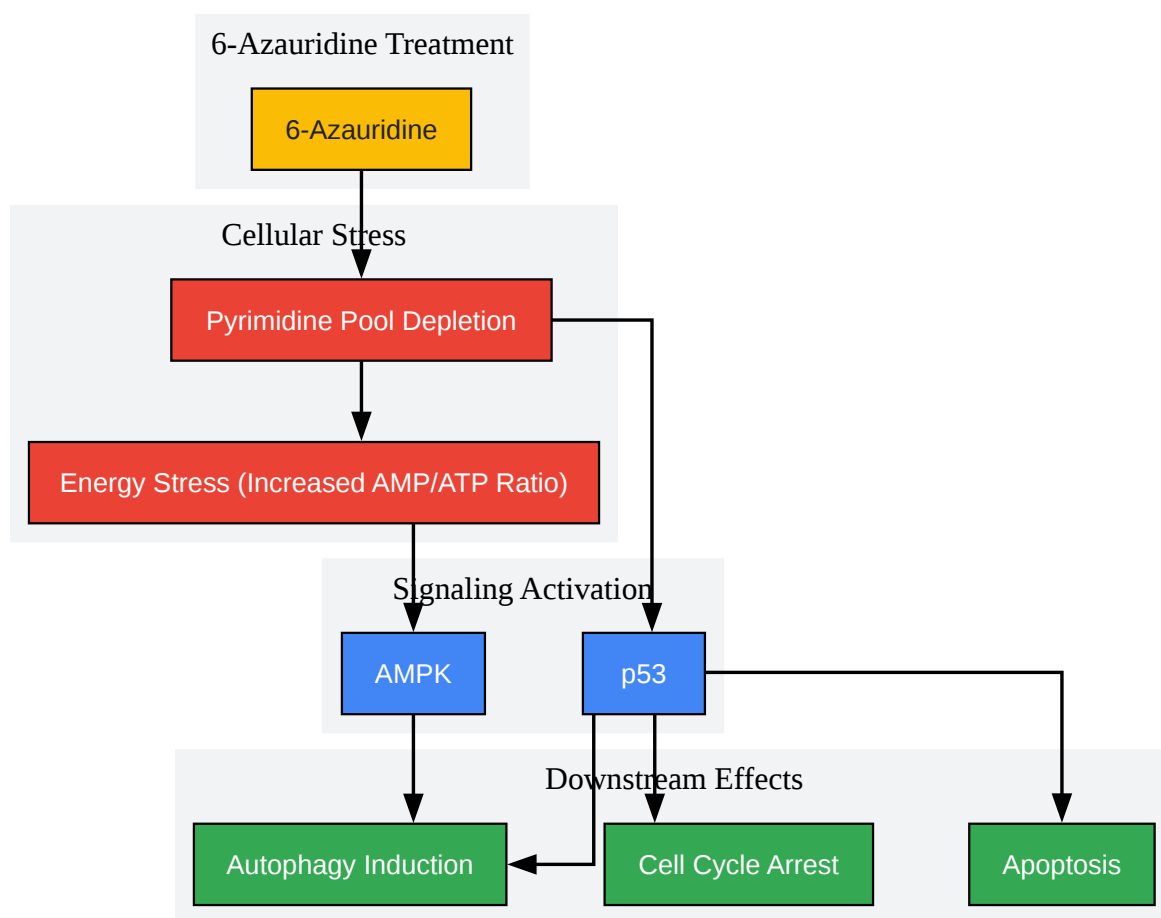 6-Azauridine Treatment
6-Azauridine
Cellular Stress
Pyrimidine Pool Depletion
Energy Stress (Increased AMP/ATP Ratio)
Signaling Activation
AMPK
p53
Downstream Effects
Autophagy Induction
Cell Cycle Arrest
Apoptosis